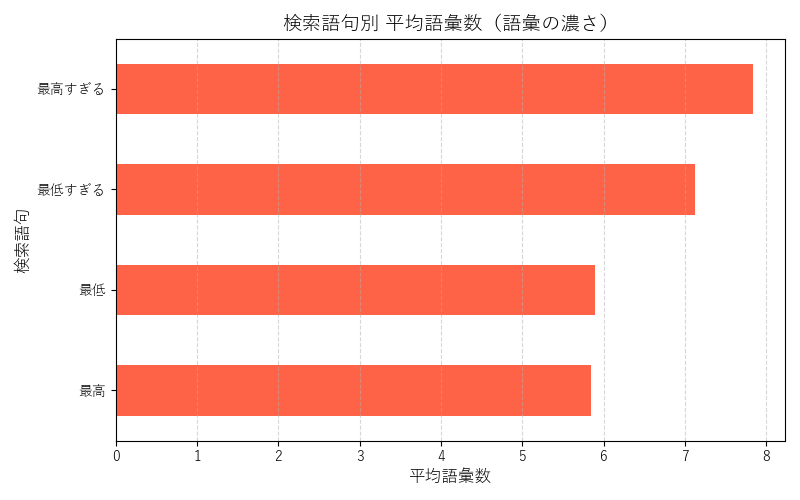 検索語句別 平均語彙数（語彙の濃さ）
検索語句
最高すぎる
最低すぎる
最低
最高
0 1 2 3 4 5 6 7 8
平均語彙数